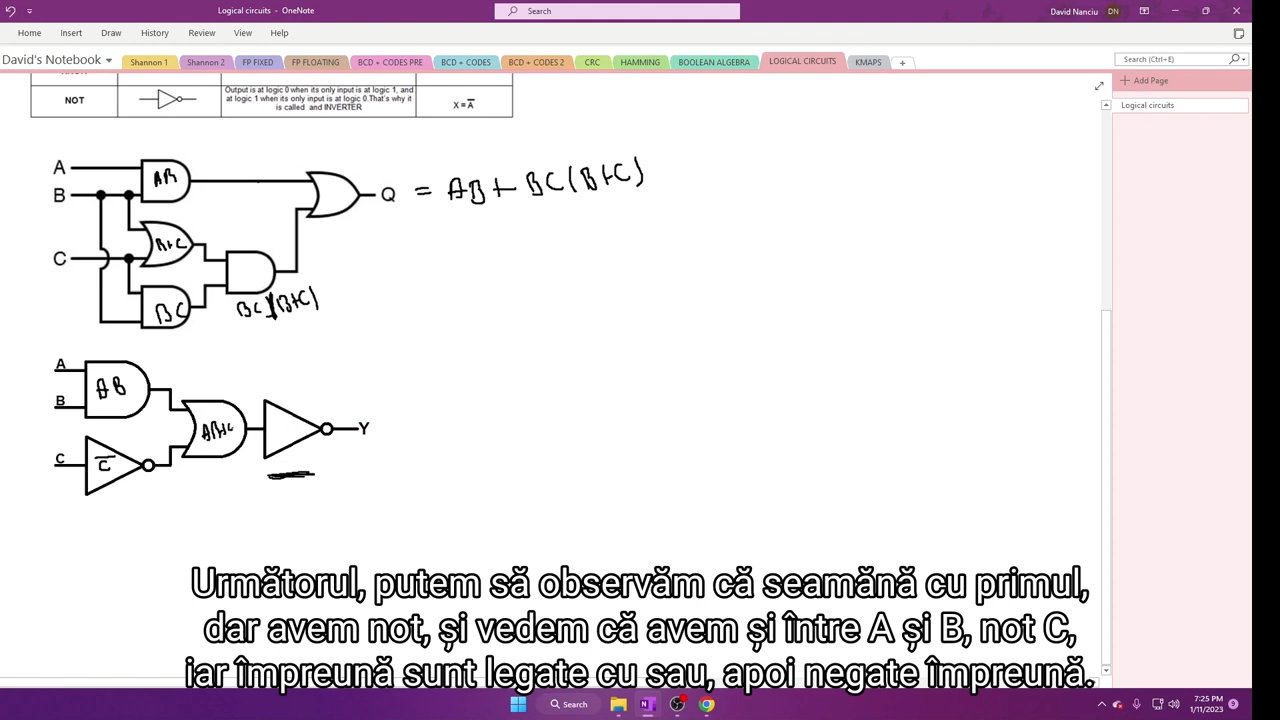 Logical circuits - OneNote
Search
David Nanciu
DN
Home Insert Draw History Review View Help
David's Notebook
Shannon 1
Shannon 2
FP FIXED
FP FLOATING
BCD + CODES PRE
BCD + CODES
BCD + CODES 2
CRC
HAMMING
BOOLEAN ALGEBRA
LOGICAL CIRCUITS
KMAPS
Search (Ctrl+E)
Add Page
Logical circuits
NOT
Output is at logic 0 when its only input is at logic 1, and
at logic 1 when its only input is at logic 0.That's why it
is called and INVERTER
X = A̅
A
AB
B
Q = AB + BC(B+C)
B+C
C
BC
BC(B+C)
A
AB
B
AB+C
Y
C
C̅
Următorul, putem să observăm că seamănă cu primul,
dar avem not, și vedem că avem și între A și B, not C,
iar împreună sunt legate cu sau, apoi negate împreună.
Search
7:25 PM
1/11/2023